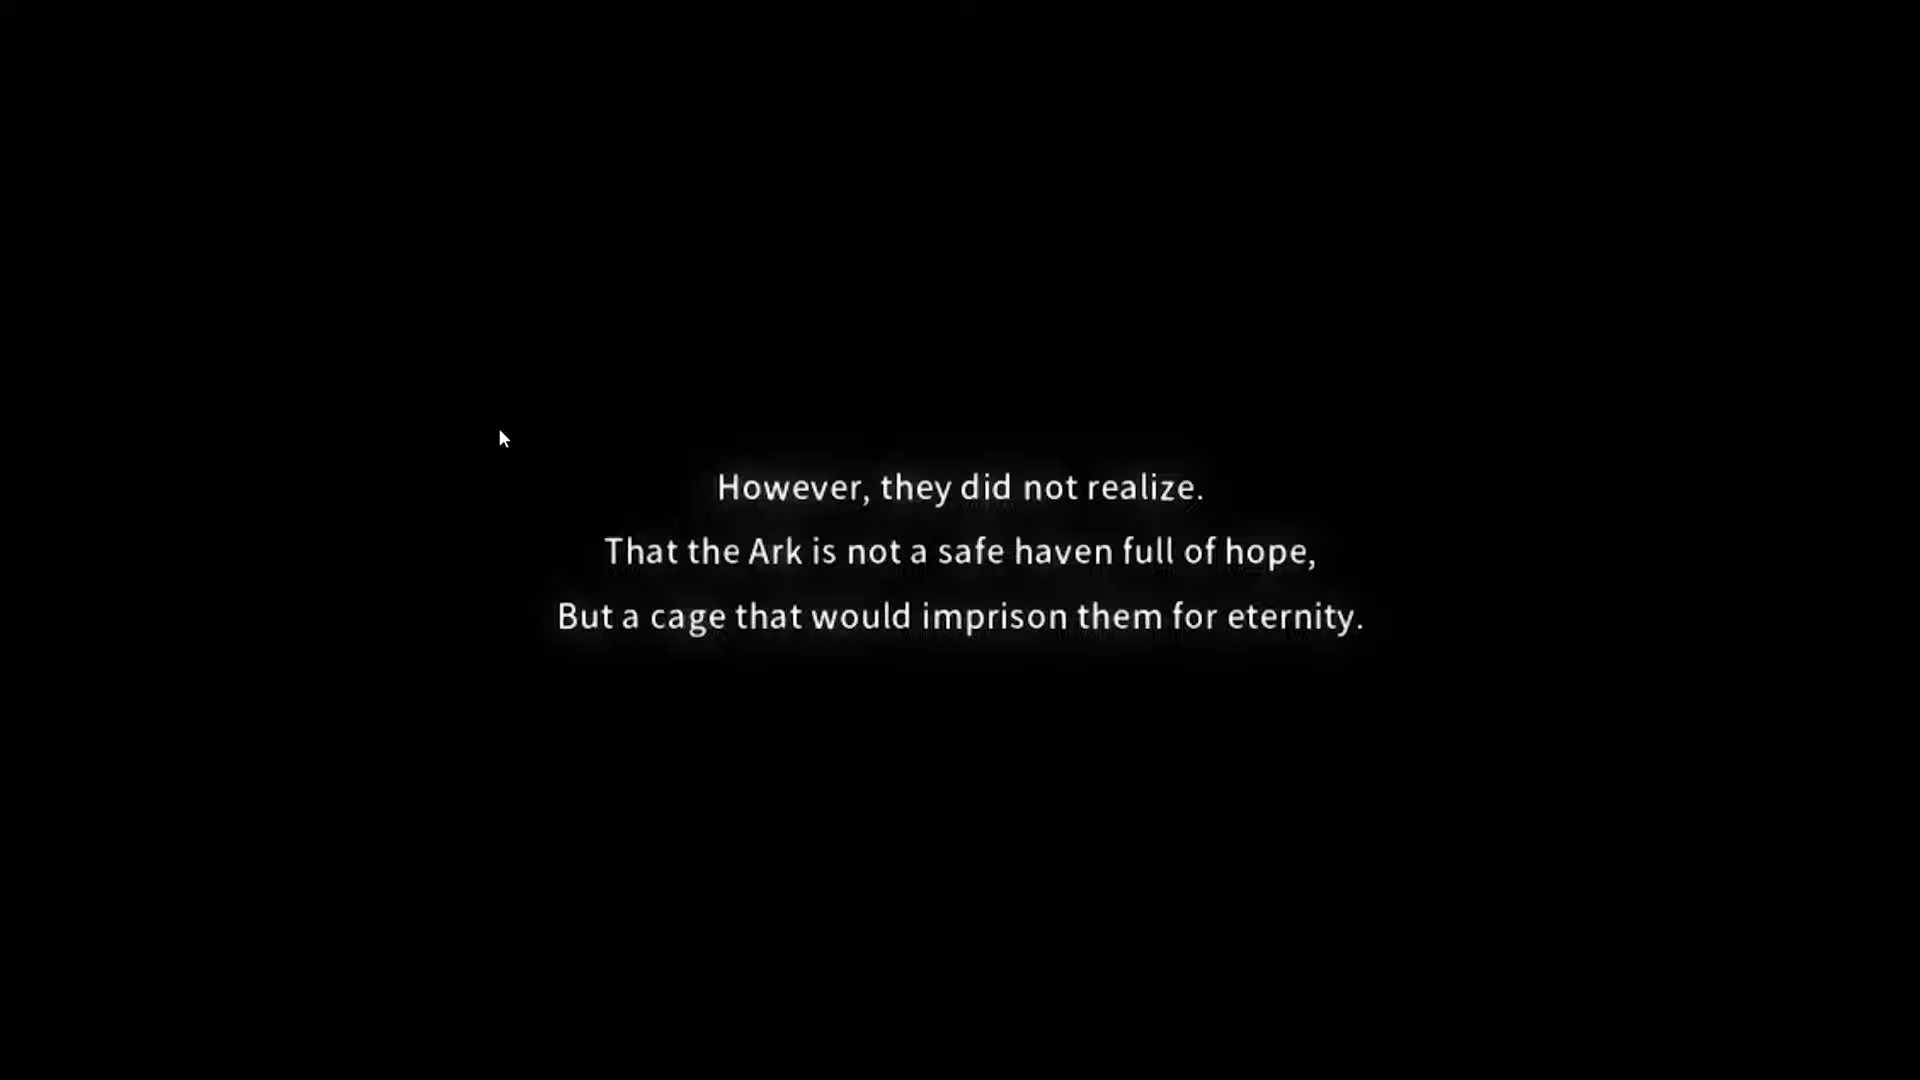 However, they did not realize.
That the Ark is not a safe haven full of hope,
But a cage that would imprison them for eternity.